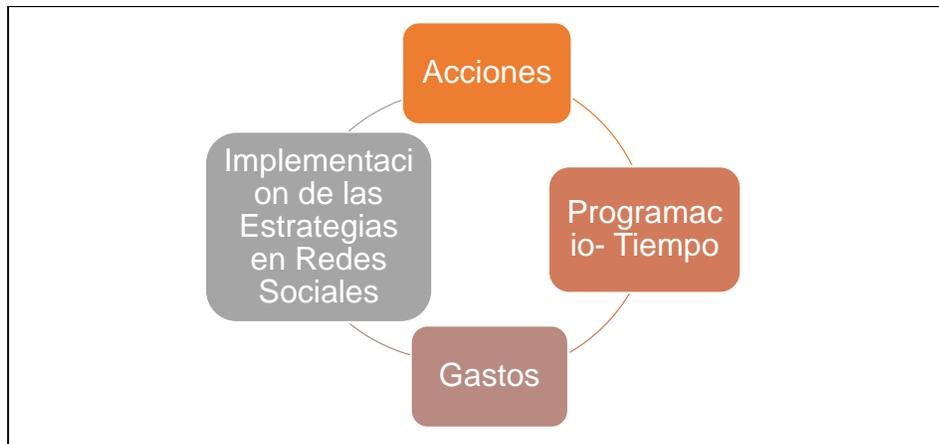 Acciones
Programac
io- Tiempo
Gastos
Implementaci
on de las
Estrategias
en Redes
Sociales